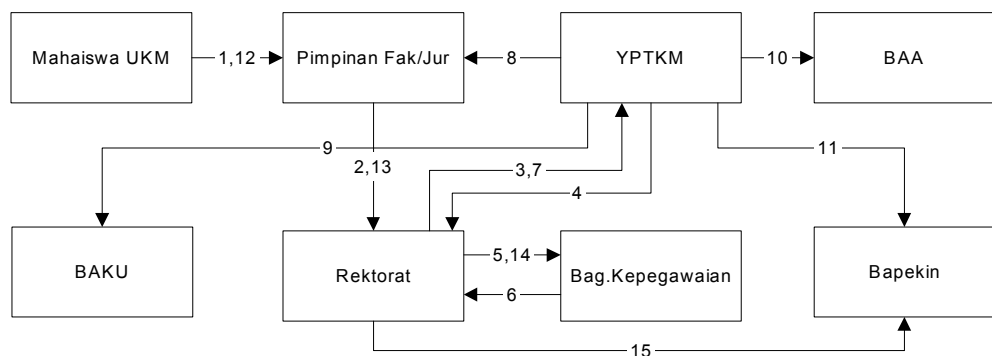 Mahaiswa UKM
1,12
Pimpinan Fak/Jur
8
YPTKM
10
BAA
9
2,13
3,7
4
11
BAKU
Rektorat
5,14
6
Bag.Kepegawaian
Bapekin
15